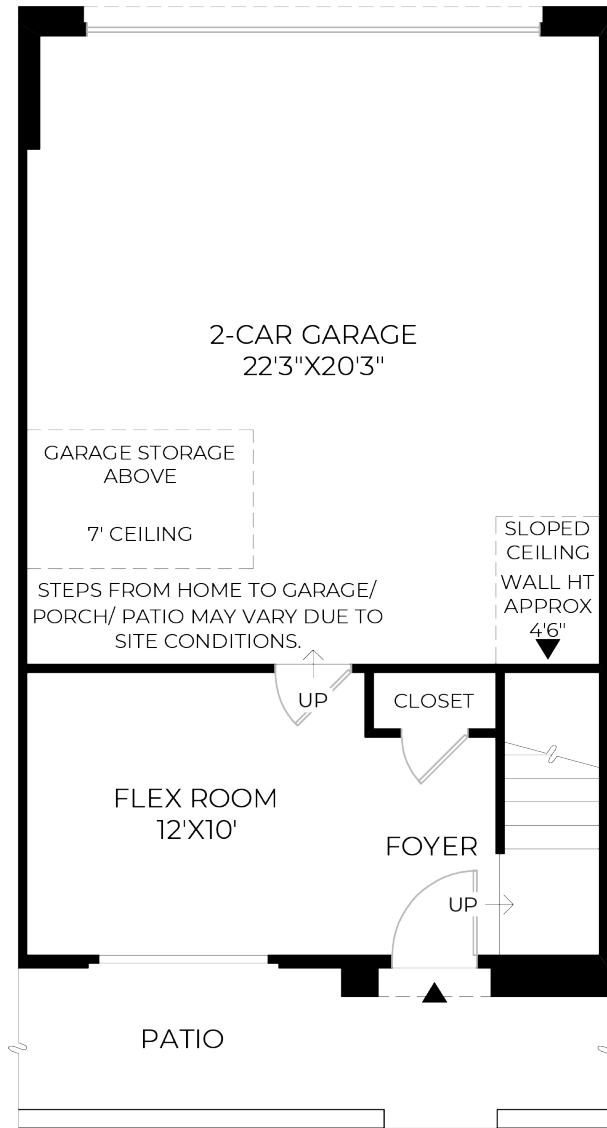 2-CAR GARAGE
22'3"X20'3"
GARAGE STORAGE
ABOVE
7' CEILING
SLOPED
CEILING
WALL HT
APPROX
4'6"
STEPS FROM HOME TO GARAGE/
PORCH/ PATIO MAY VARY DUE TO
SITE CONDITIONS.
UP
CLOSET
FLEX ROOM
12'X10'
FOYER
UP
PATIO